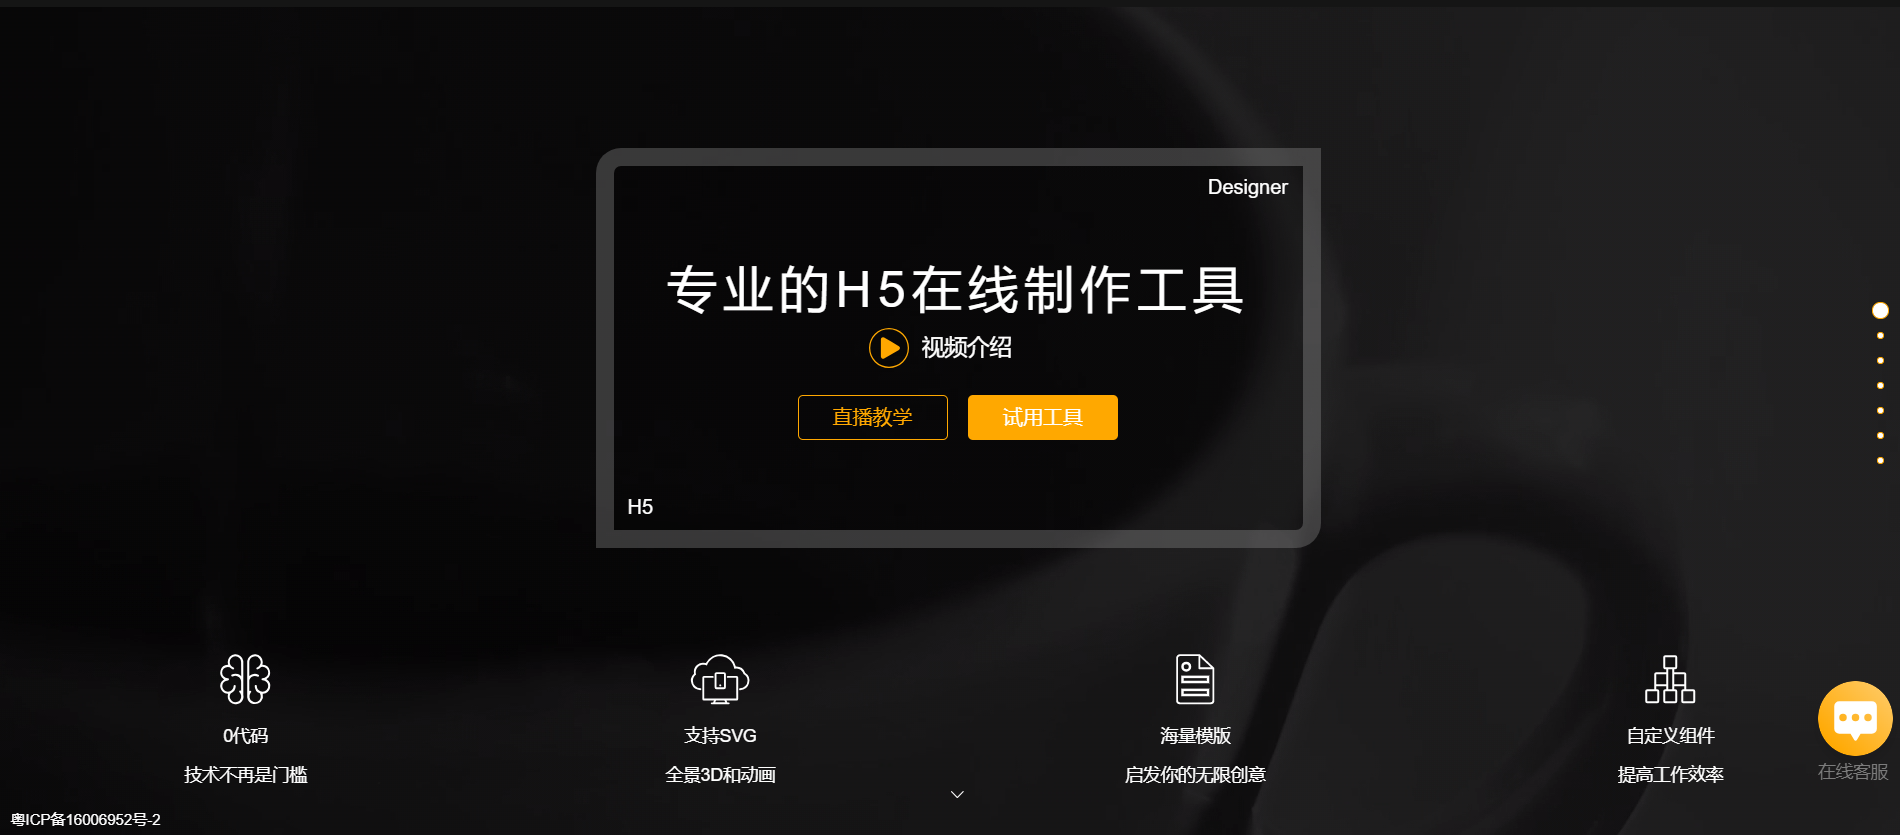 Designer
专业的H5在线制作工具
视频介绍
直播教学
试用工具
H5
0代码
技术不再是门槛
支持SVG
全景3D和动画
海量模版
启发你的无限创意
自定义组件
提高工作效率
在线客服
粤ICP备16006952号-2